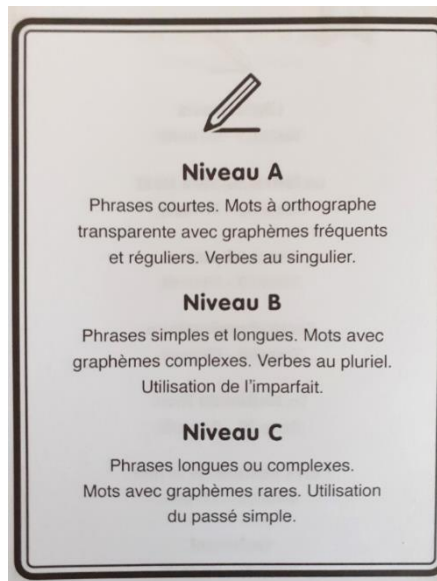 Niveau A
Phrases courtes. Mots à orthographe
transparente avec graphèmes fréquents
et réguliers. Verbes au singulier.
Niveau B
Phrases simples et longues. Mots avec
graphèmes complexes. Verbes au pluriel.
Utilisation de l'imparfait.
Niveau C
Phrases longues ou complexes.
Mots avec graphèmes rares. Utilisation
du passé simple.